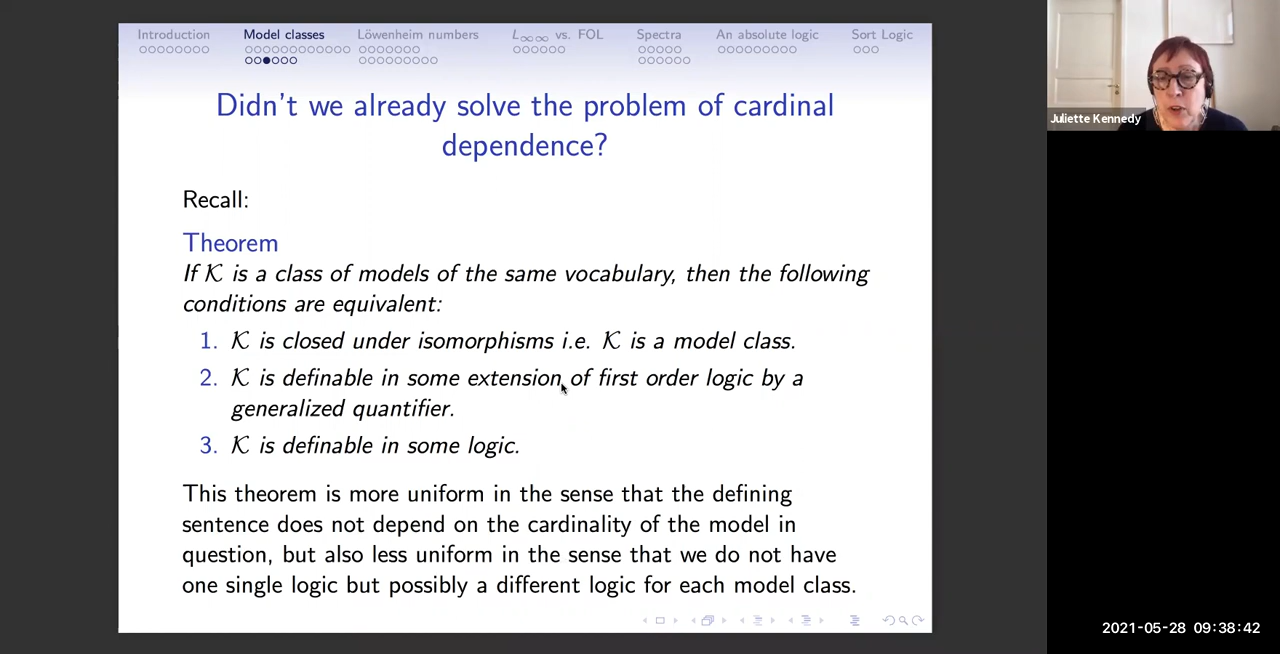 Introduction Model classes Löwenheim numbers L∞∞ vs. FOL Spectra An absolute logic Sort Logic
Didn't we already solve the problem of cardinal
dependence?
Recall:
Theorem
If K is a class of models of the same vocabulary, then the following
conditions are equivalent:
1. K is closed under isomorphisms i.e. K is a model class.
2. K is definable in some extension of first order logic by a
generalized quantifier.
3. K is definable in some logic.
This theorem is more uniform in the sense that the defining
sentence does not depend on the cardinality of the model in
question, but also less uniform in the sense that we do not have
one single logic but possibly a different logic for each model class.
Juliette Kennedy
2021-05-28 09:38:42